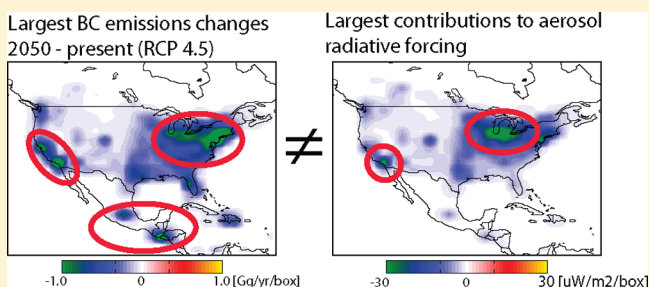 Largest BC emissions changes
2050 - present (RCP 4.5)
Largest contributions to aerosol
radiative forcing
≠
-1.0 0 1.0 [Gg/yr/box]
-30 0 30 [uW/m2/box]